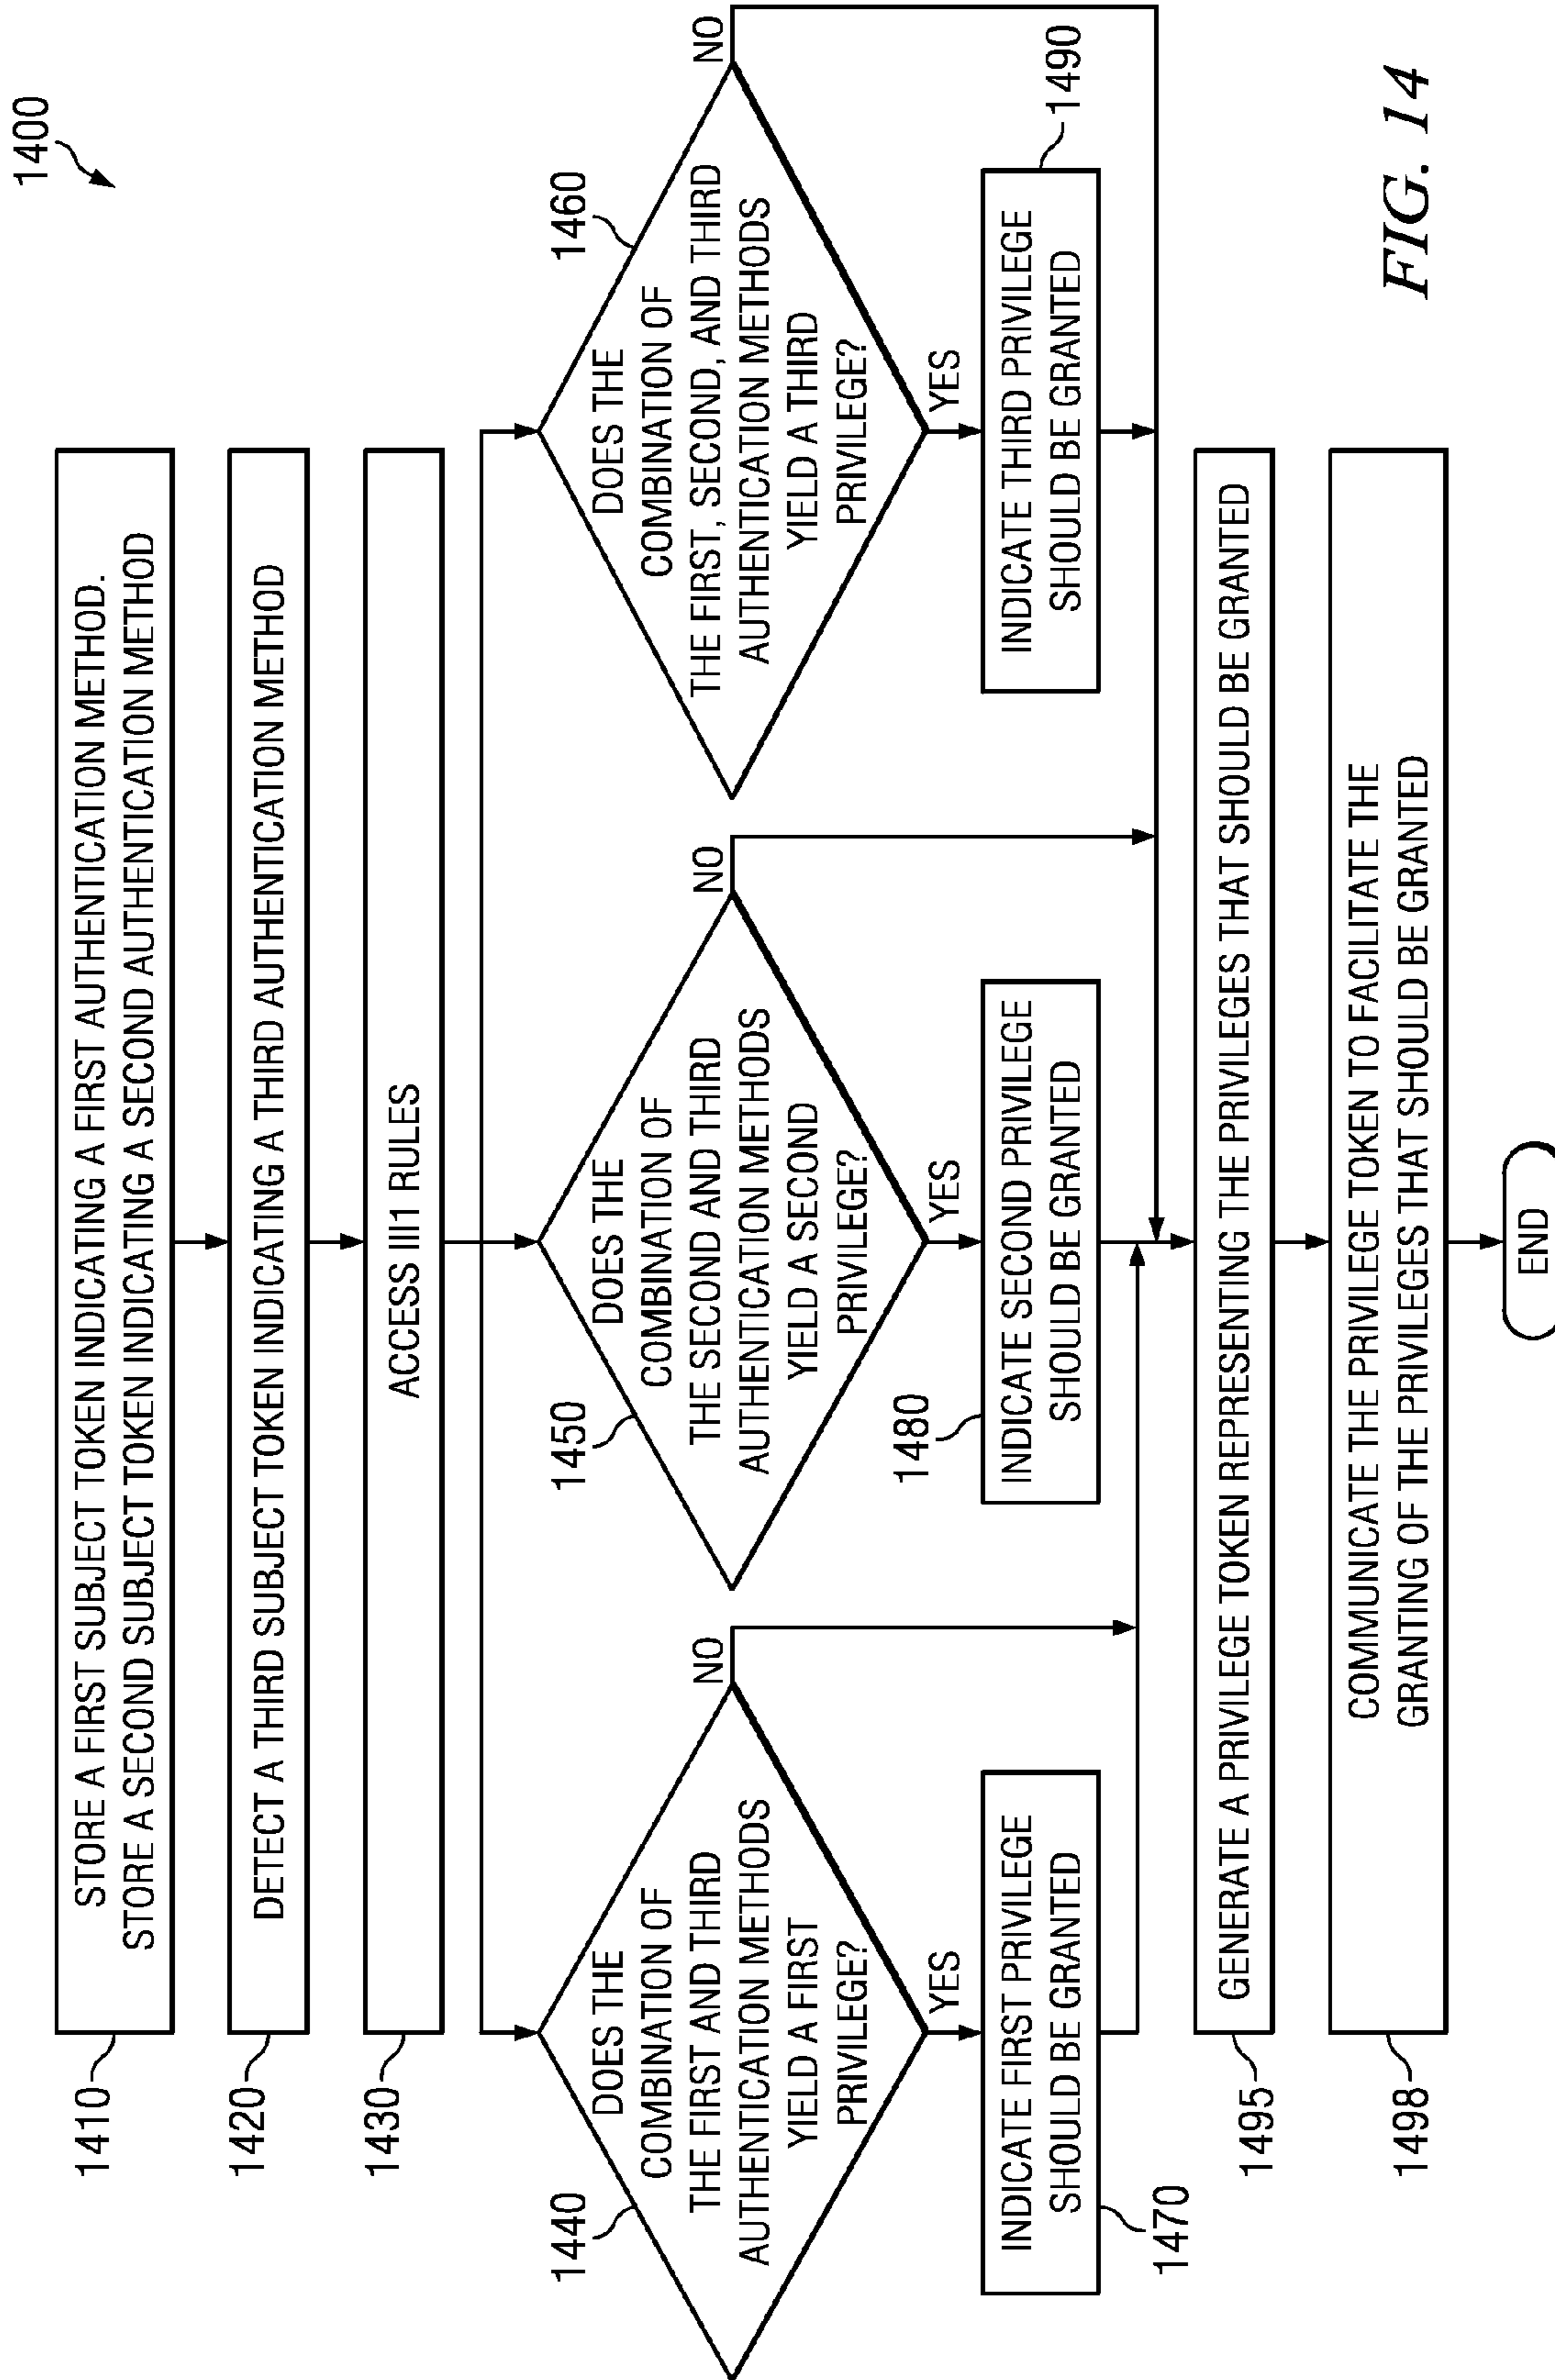 1400
1410
STORE A FIRST SUBJECT TOKEN INDICATING A FIRST AUTHENTICATION METHOD.
STORE A SECOND SUBJECT TOKEN INDICATING A SECOND AUTHENTICATION METHOD
1420
DETECT A THIRD SUBJECT TOKEN INDICATING A THIRD AUTHENTICATION METHOD
1430
ACCESS III1 RULES
1440
DOES THE
COMBINATION OF
THE FIRST AND THIRD
AUTHENTICATION METHODS
YIELD A FIRST
PRIVILEGE?
NO
YES
1450
DOES THE
COMBINATION OF
THE SECOND AND THIRD
AUTHENTICATION METHODS
YIELD A SECOND
PRIVILEGE?
NO
YES
1460
DOES THE
COMBINATION OF
THE FIRST, SECOND, AND THIRD
AUTHENTICATION METHODS
YIELD A THIRD
PRIVILEGE?
NO
YES
INDICATE FIRST PRIVILEGE
SHOULD BE GRANTED
1470
1480
INDICATE SECOND PRIVILEGE
SHOULD BE GRANTED
INDICATE THIRD PRIVILEGE
SHOULD BE GRANTED
1490
1495
GENERATE A PRIVILEGE TOKEN REPRESENTING THE PRIVILEGES THAT SHOULD BE GRANTED
1498
COMMUNICATE THE PRIVILEGE TOKEN TO FACILITATE THE
GRANTING OF THE PRIVILEGES THAT SHOULD BE GRANTED
END
FIG. 14